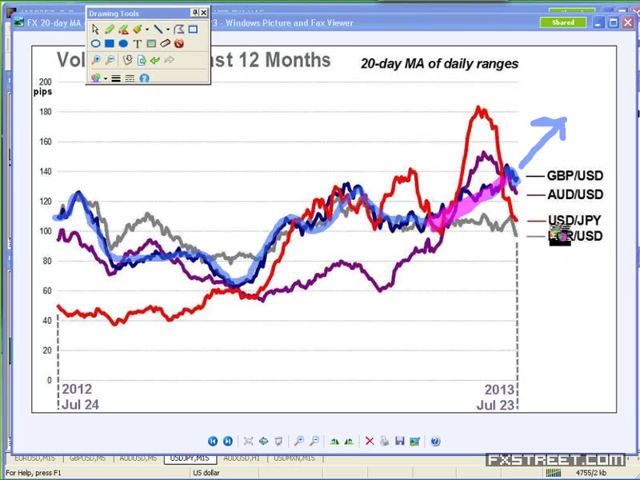 Drawing Tools
FX 20-day MA
3 - Windows Picture and Fax Viewer
Shared
Shared
Vol
ast 12 Months
20-day MA of daily ranges
200
pips
180
160
140
120
100
80
60
40
20
0
GBP/USD
AUD/USD
USD/JPY
R/USD
2012
Jul 24
2013
Jul 23
EURUSD,M15
GBPUSD,M5
AUDUSD,M5
USDJPY,M15
AUDUSD,H1
USDMXN,M15
FXSTREET.COM
For Help, press F1
US dollar
4755/2 kb